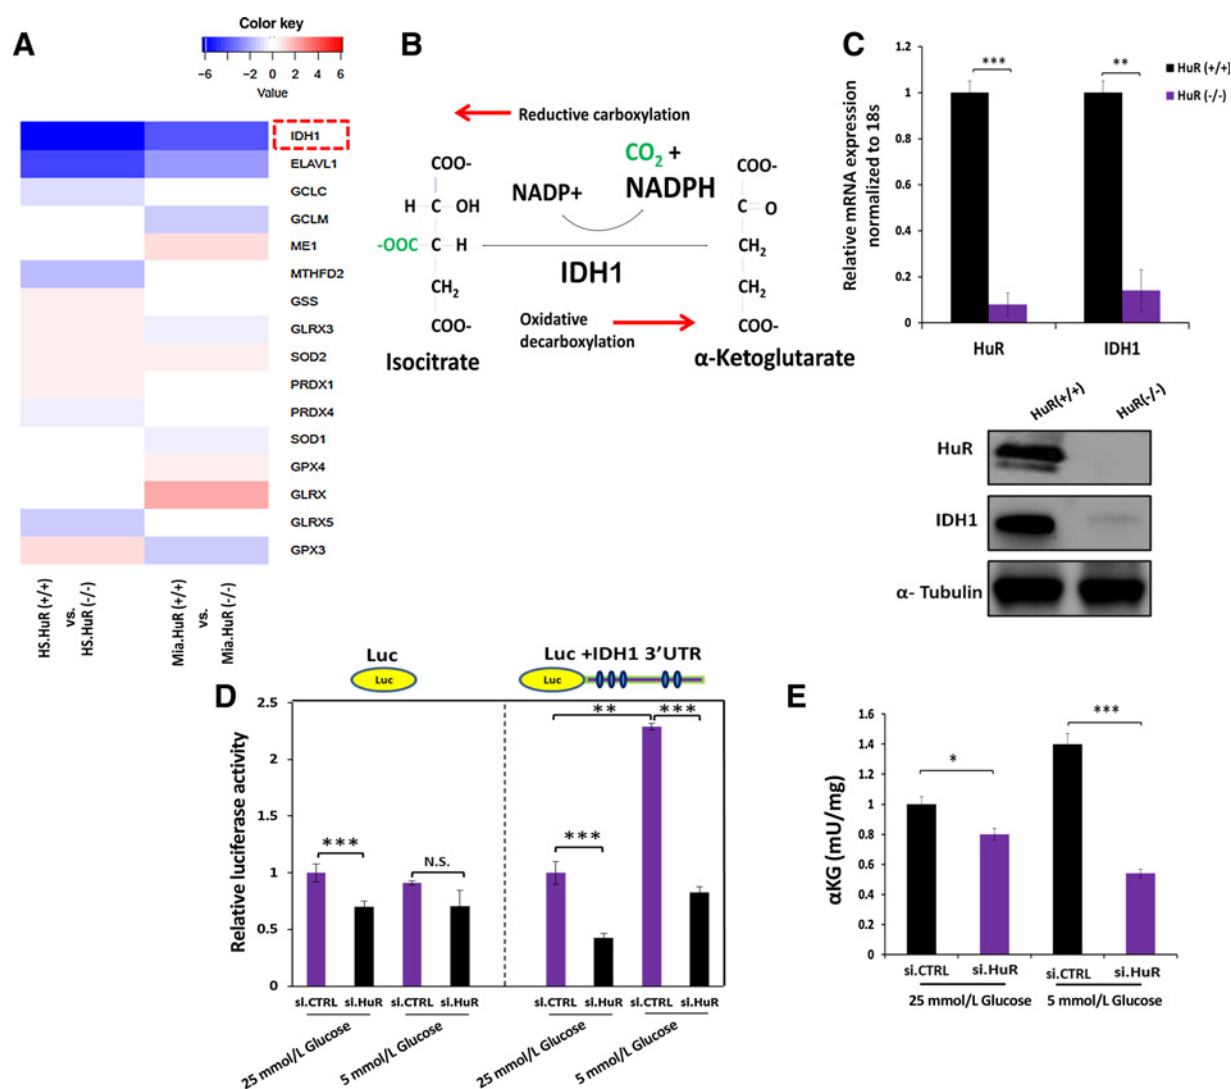 A
Color key
−6 −4 −2 0 2 4 6
Value
IDH1
ELAVL1
GCLC
GCLM
ME1
MTHFD2
GSS
GLRX3
SOD2
PRDX1
PRDX4
SOD1
GPX4
GLRX
GLRX5
GPX3
HS.HuR (+/+)
vs.
HS.HuR (-/-)
Mia.HuR (+/+)
vs.
Mia.HuR (-/-)
B
Reductive carboxylation
COO-
H C OH
-OOC C H
CH2
COO-
Isocitrate
NADP+
CO2 +
NADPH
IDH1
Oxidative
decarboxylation
COO-
C O
CH2
CH2
COO-
α-Ketoglutarate
C
Relative mRNA expression
normalized to 18s
1.2
1
0.8
0.6
0.4
0.2
0
***
**
HuR (+/+)
HuR (-/-)
HuR
IDH1
HuR(+/+)
HuR(-/-)
HuR
IDH1
α- Tubulin
D
Luc
Luc
Luc +IDH1 3’UTR
Luc
Relative luciferase activity
2.5
2
1.5
1
0.5
0
***
N.S.
***
**
***
si.CTRL si.HuR si.CTRL si.HuR si.CTRL si.HuR si.CTRL si.HuR
25 mmol/L Glucose
5 mmol/L Glucose
25 mmol/L Glucose
5 mmol/L Glucose
E
αKG (mU/mg)
1.6
1.4
1.2
1
0.8
0.6
0.4
0.2
0
*
***
si.CTRL si.HuR si.CTRL si.HuR
25 mmol/L Glucose 5 mmol/L Glucose